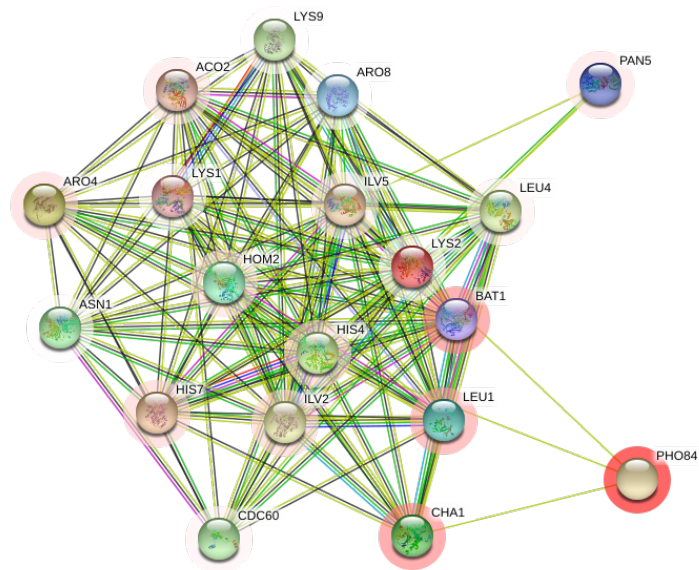 LYS9
PAN5
ACO2
ARO8
ARO4
LYS1
ILV5
LEU4
LYS2
HOM2
BAT1
ASN1
HIS4
HIS7
ILV2
LEU1
PHO84
CDC60
CHA1